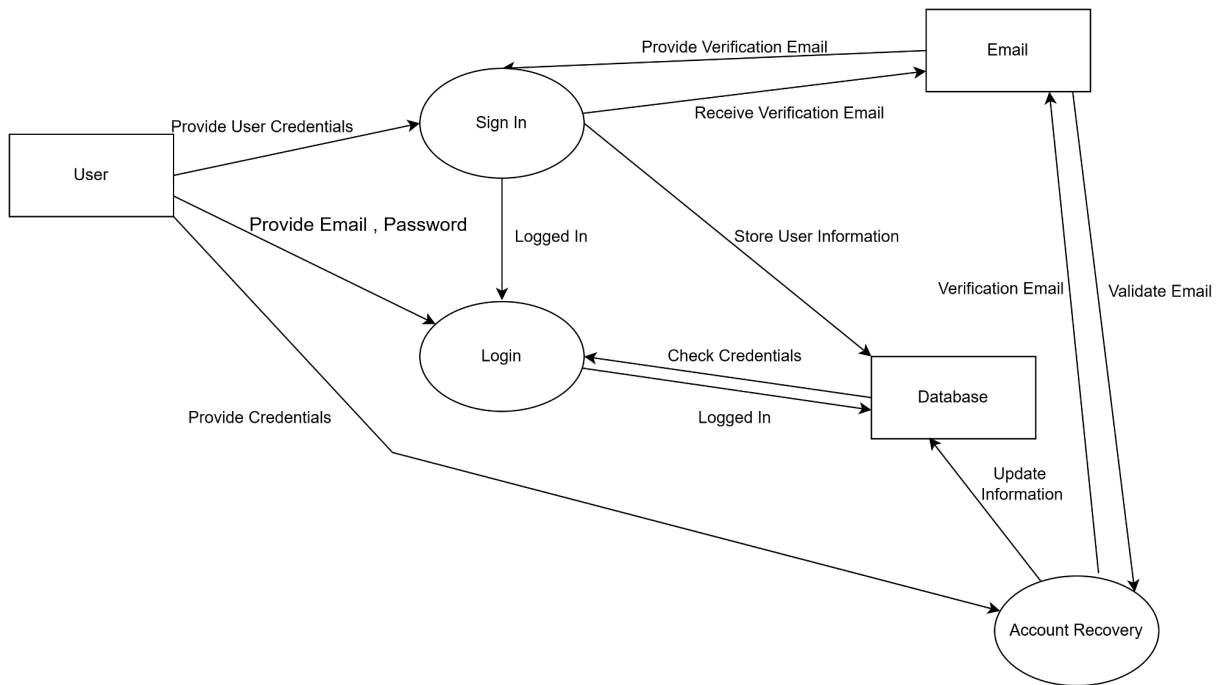 Provide Verification Email
Email
Receive Verification Email
Sign In
Provide User Credentials
User
Provide Email , Password
Logged In
Store User Information
Verification Email
Validate Email
Login
Check Credentials
Database
Provide Credentials
Logged In
Update
Information
Account Recovery